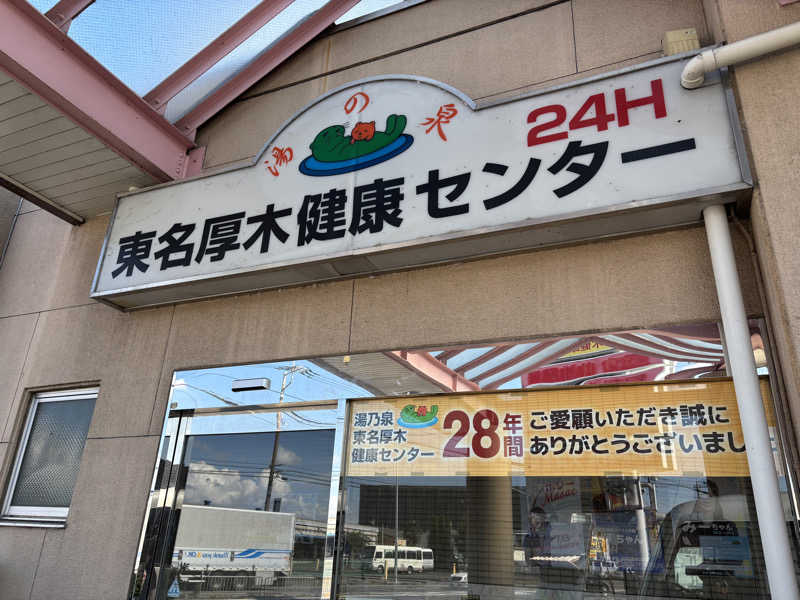 湯の泉
24H
東名厚木健康センター
湯乃泉
東名厚木
健康センター
28年間
ご愛顧いただき誠に
ありがとうございまし